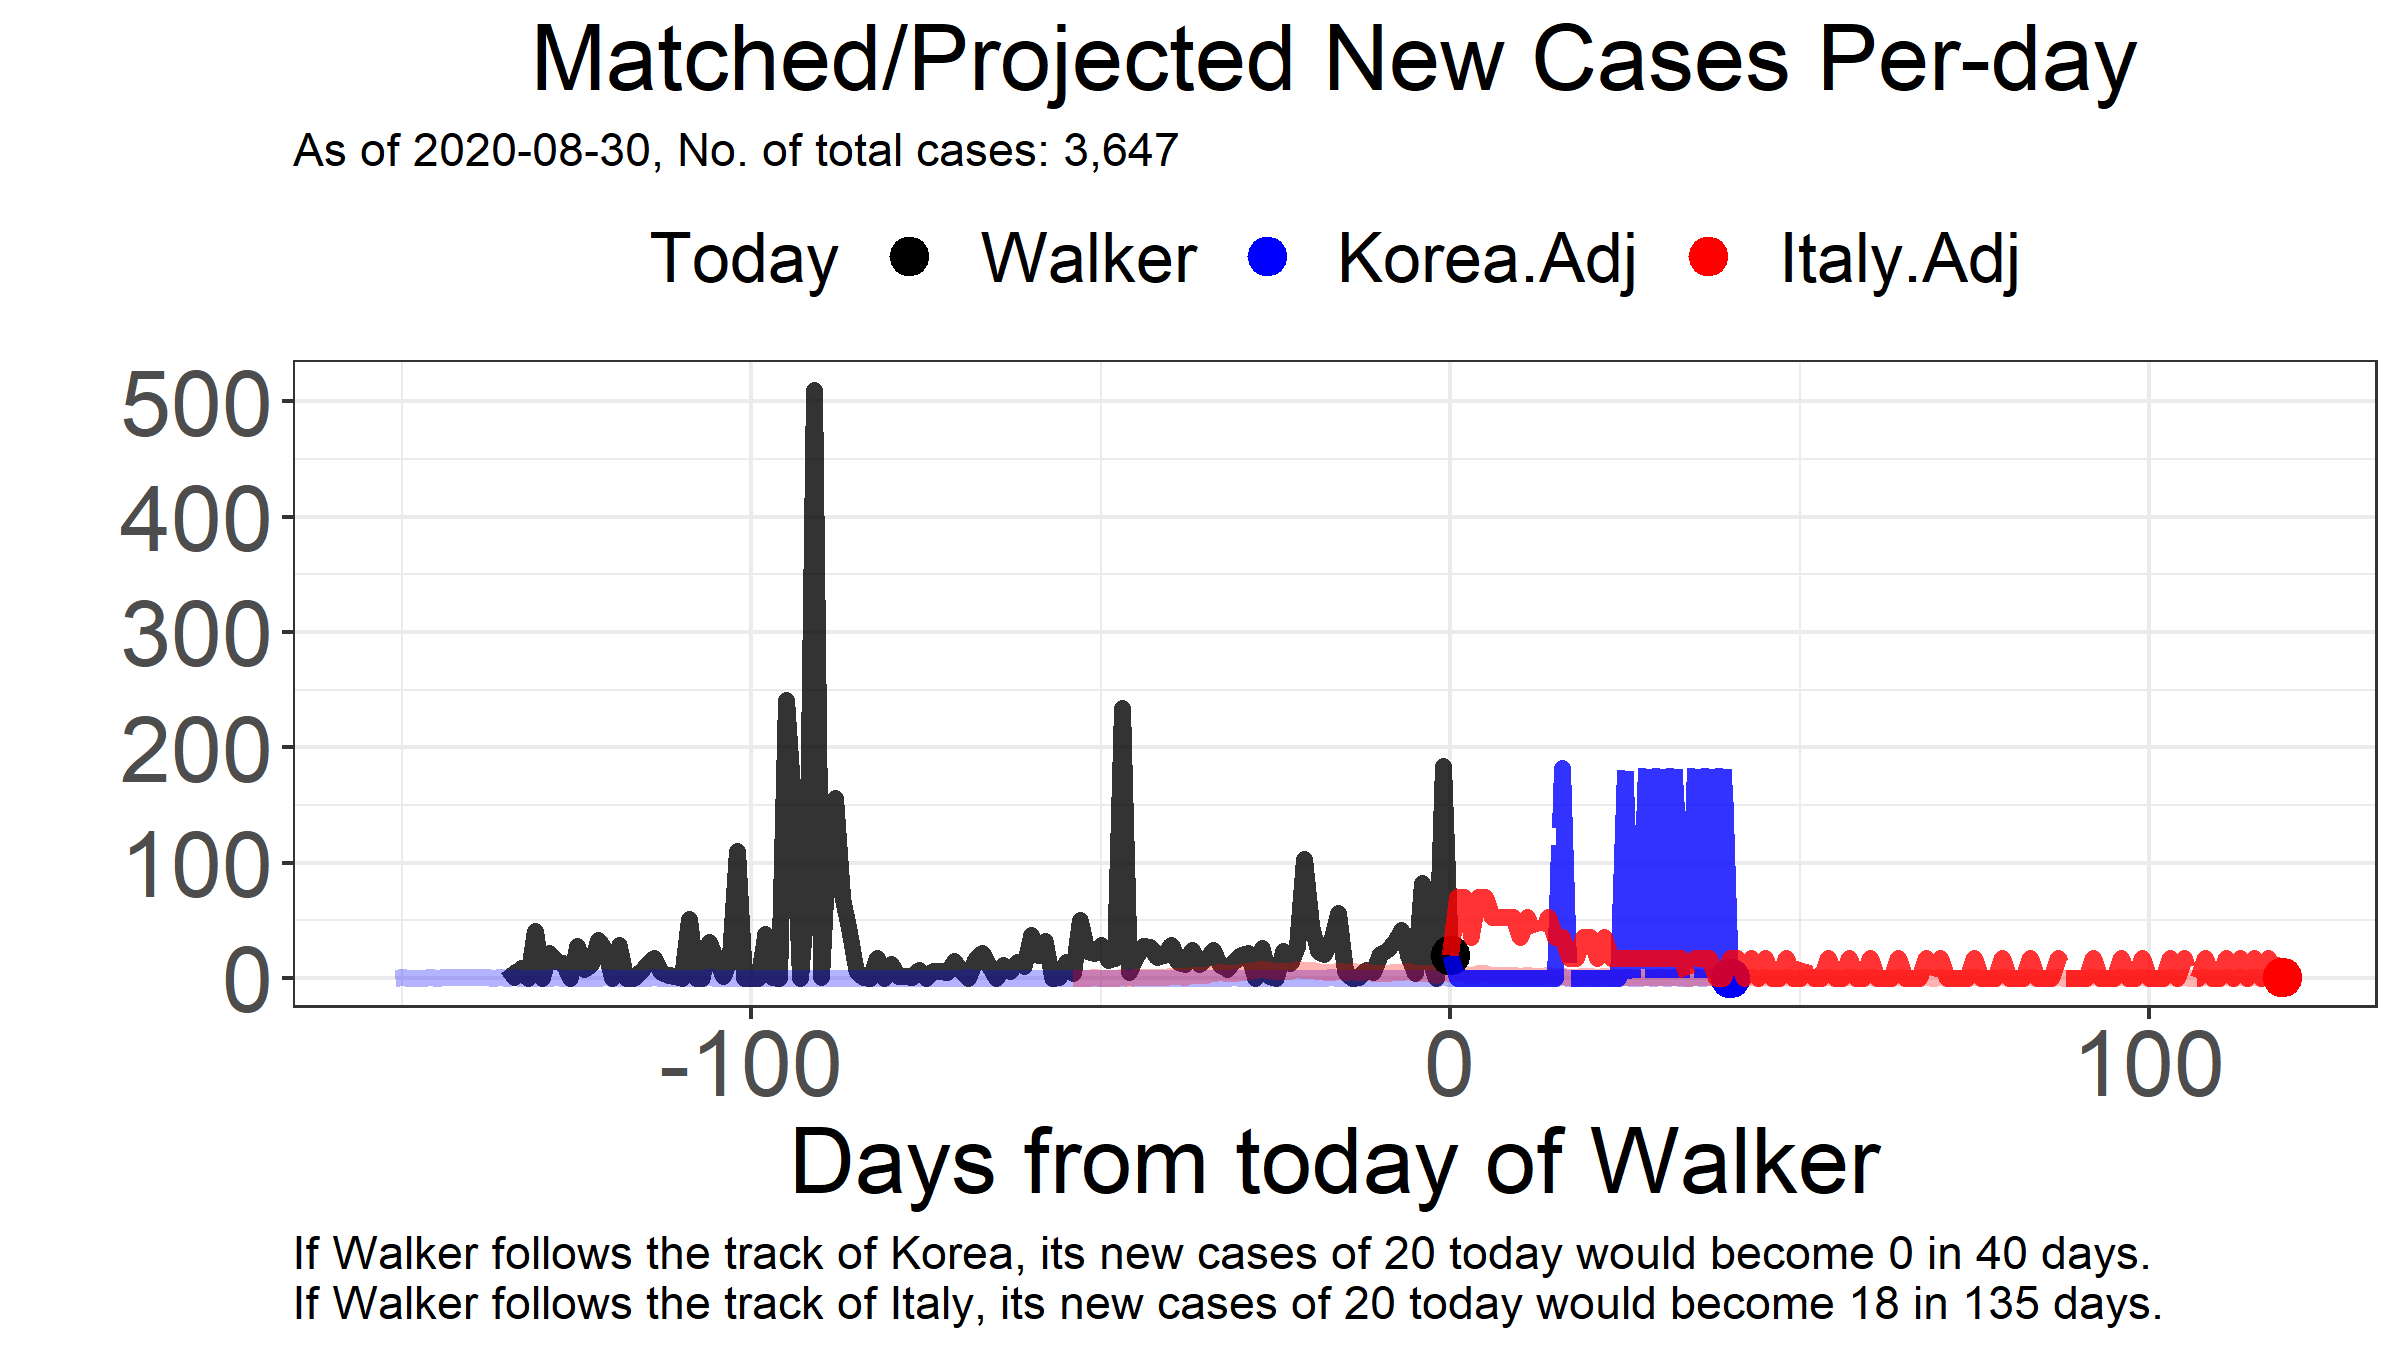 Matched/Projected New Cases Per-day
As of 2020-08-30, No. of total cases: 3,647
Today Walker Korea.Adj Italy.Adj
500
400
300
200
100
0
-100 0 100
Days from today of Walker
If Walker follows the track of Korea, its new cases of 20 today would become 0 in 40 days.
If Walker follows the track of Italy, its new cases of 20 today would become 18 in 135 days.